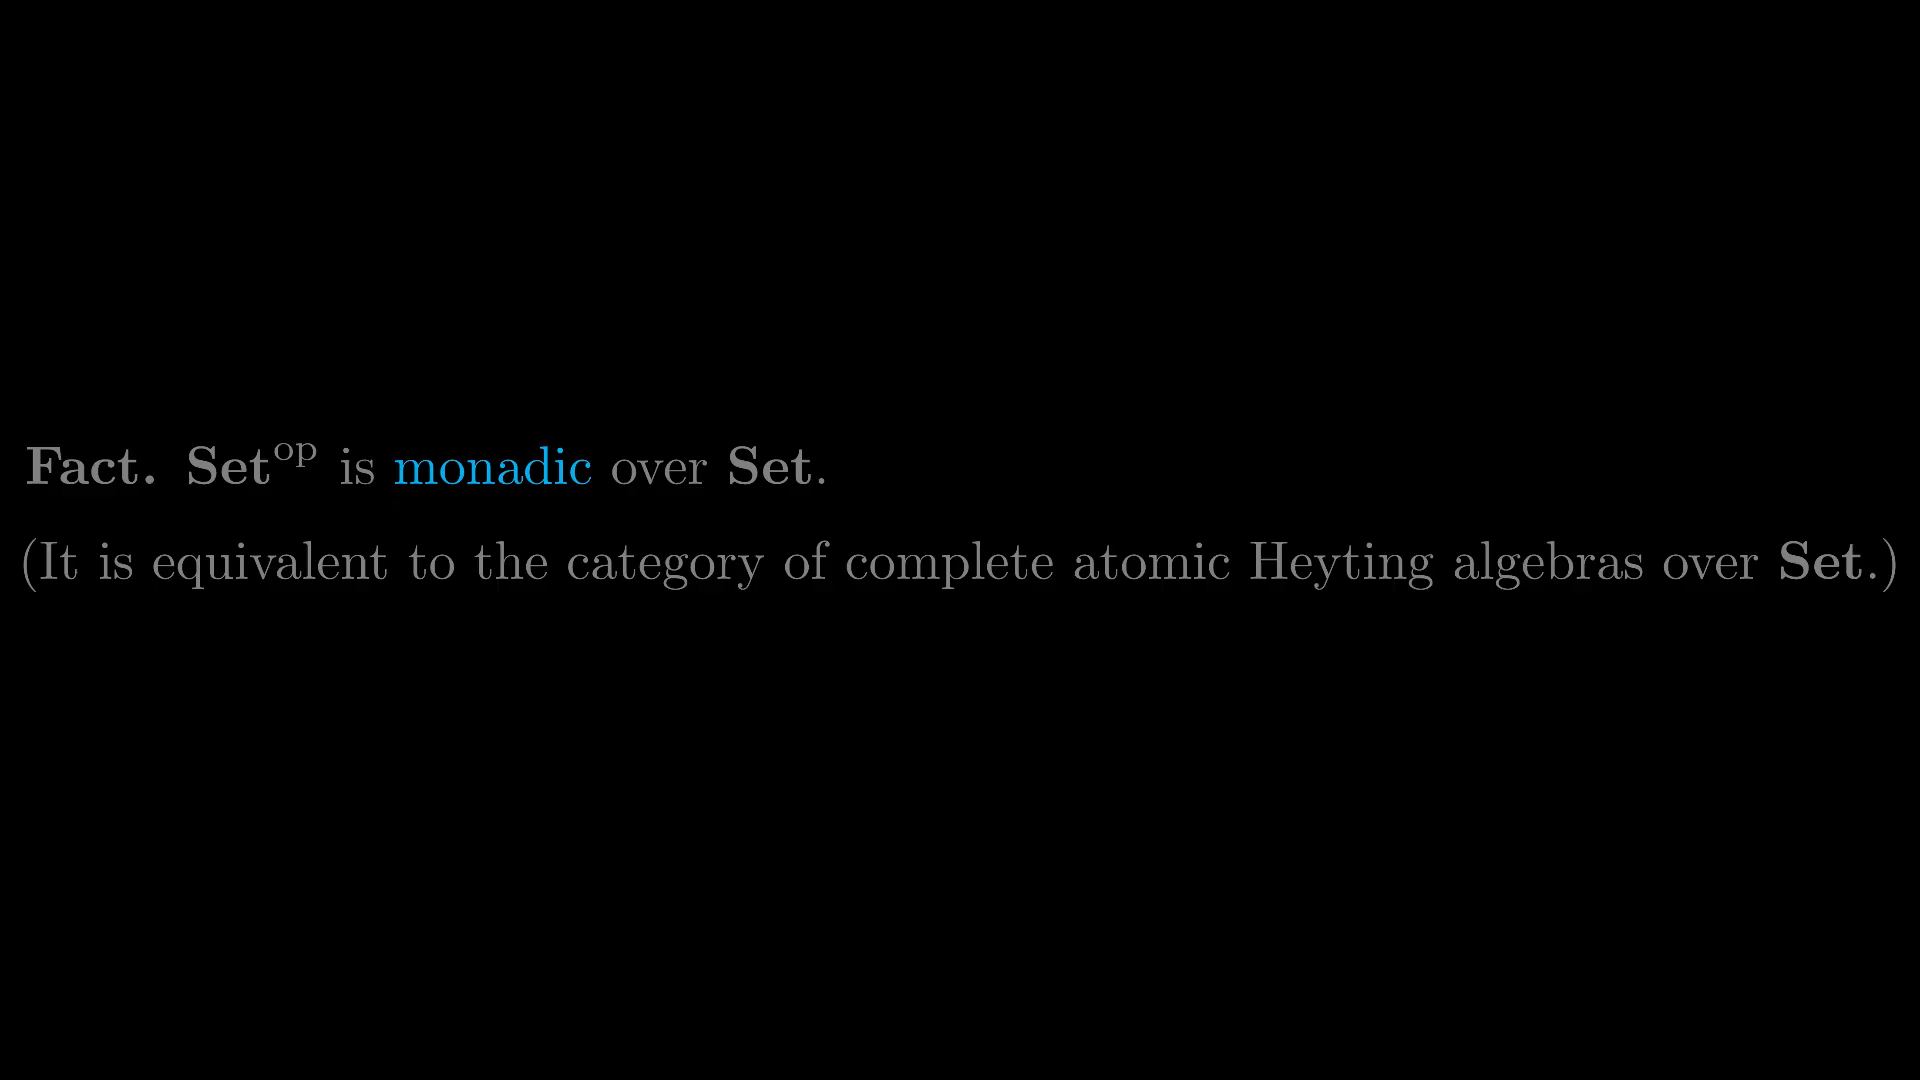 Fact. Set^op is monadic over Set.
(It is equivalent to the category of complete atomic Heyting algebras over Set.)